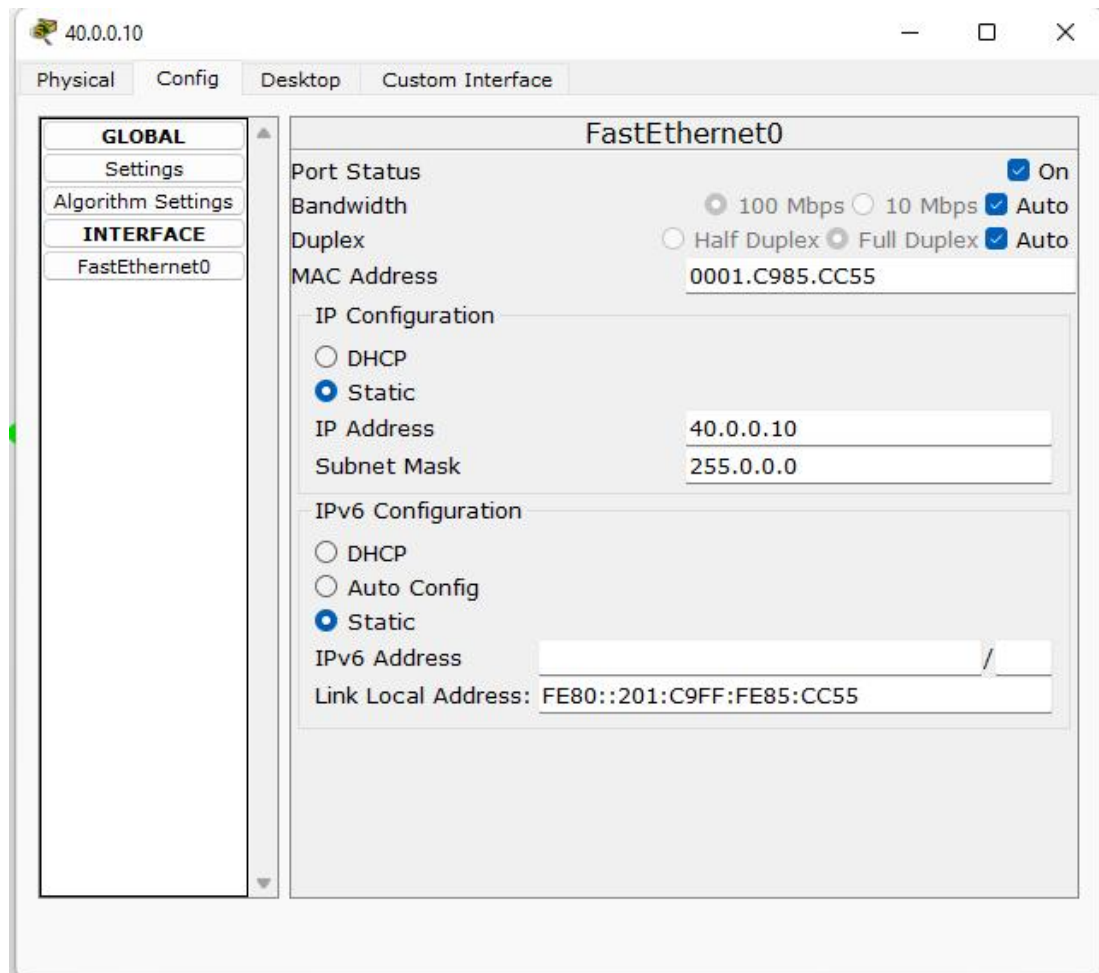 40.0.0.10
Physical Config Desktop Custom Interface
GLOBAL
Settings
Algorithm Settings
INTERFACE
FastEthernet0
FastEthernet0
Port Status On
Bandwidth 100 Mbps 10 Mbps Auto
Duplex Half Duplex Full Duplex Auto
MAC Address 0001.C985.CC55
IP Configuration
DHCP
Static
IP Address 40.0.0.10
Subnet Mask 255.0.0.0
IPv6 Configuration
DHCP
Auto Config
Static
IPv6 Address /
Link Local Address: FE80::201:C9FF:FE85:CC55